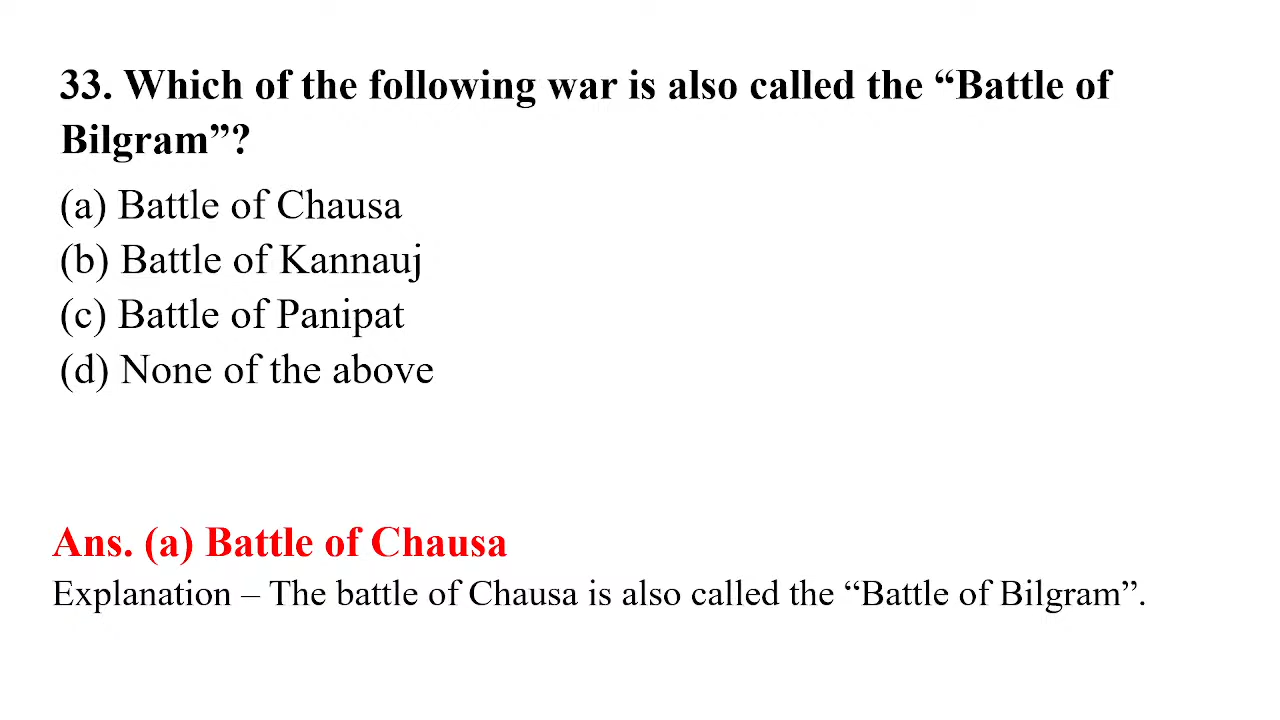 33. Which of the following war is also called the “Battle of
Bilgram”?
(a) Battle of Chausa
(b) Battle of Kannauj
(c) Battle of Panipat
(d) None of the above
Ans. (a) Battle of Chausa
Explanation – The battle of Chausa is also called the “Battle of Bilgram”.